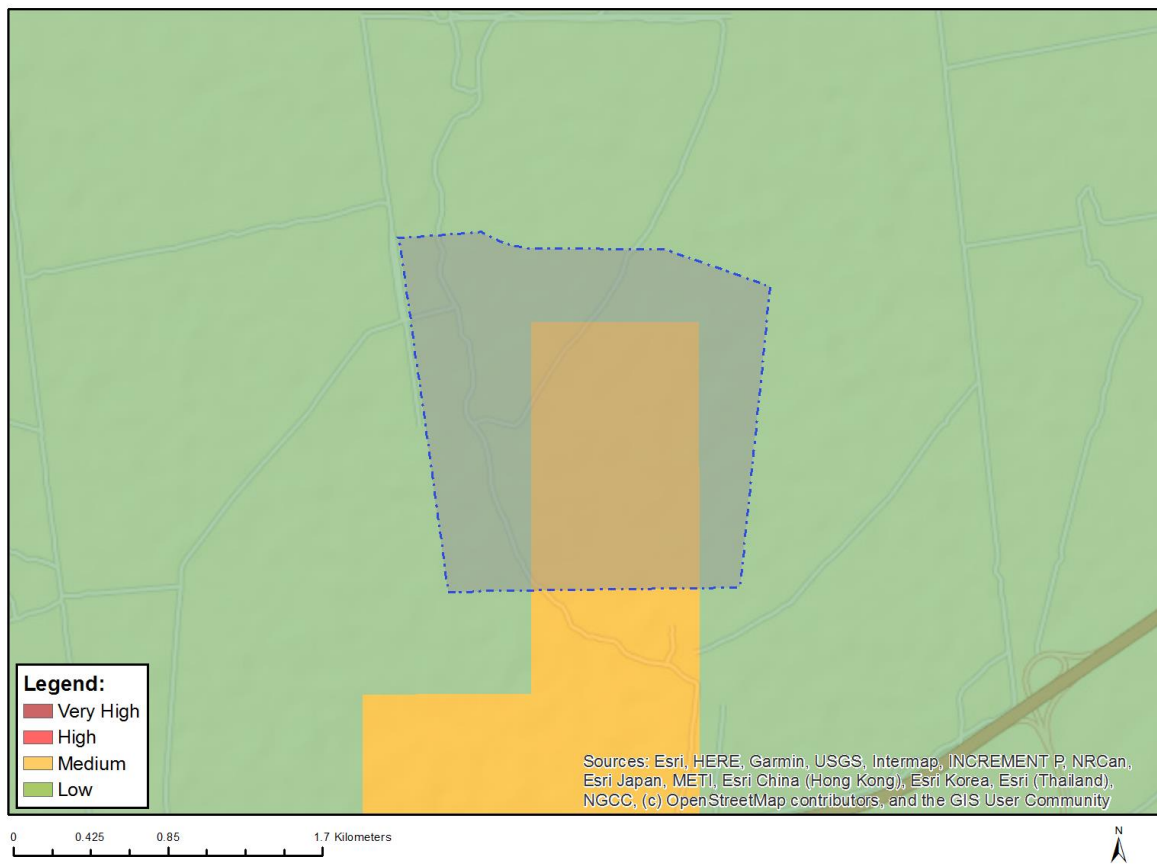 Legend:
Very High
High
Medium
Low
Sources: Esri, HERE, Garmin, USGS, Intermap, INCREMENT P, NRCan,
Esri Japan, METI, Esri China (Hong Kong), Esri Korea, Esri (Thailand),
NGCC, (c) OpenStreetMap contributors, and the GIS User Community
0 0.425 0.85 1.7 Kilometers
N